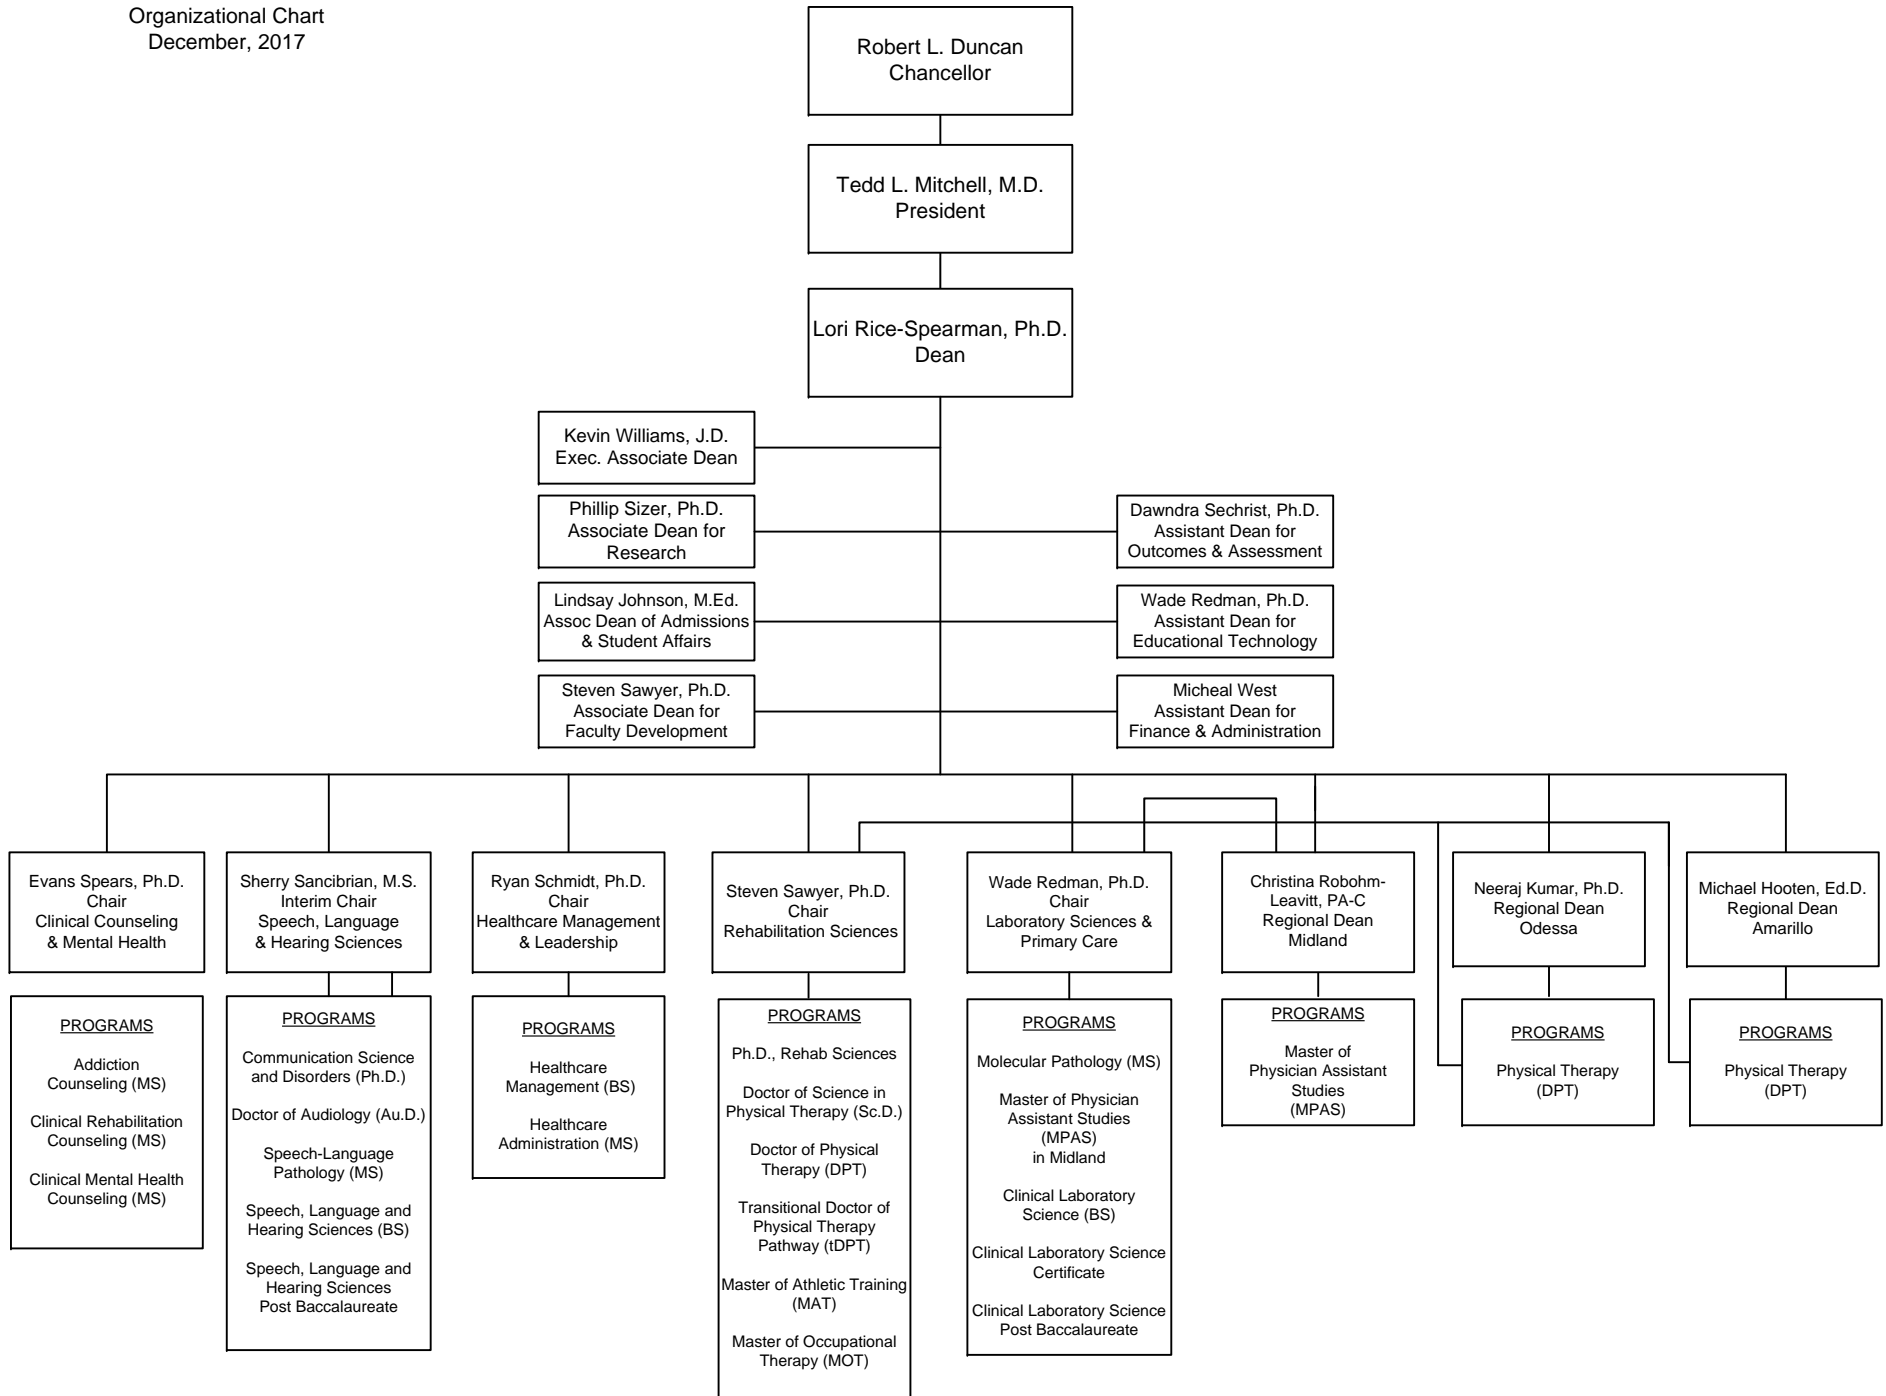 Organizational Chart
December, 2017
Robert L. Duncan
Chancellor
Tedd L. Mitchell, M.D.
President
Lori Rice-Spearman, Ph.D.
Dean
Kevin Williams, J.D.
Exec. Associate Dean
Phillip Sizer, Ph.D.
Associate Dean for
Research
Dawndra Sechrist, Ph.D.
Assistant Dean for
Outcomes & Assessment
Lindsay Johnson, M.Ed.
Assoc Dean of Admissions
& Student Affairs
Wade Redman, Ph.D.
Assistant Dean for
Educational Technology
Steven Sawyer, Ph.D.
Associate Dean for
Faculty Development
Micheal West
Assistant Dean for
Finance & Administration
Evans Spears, Ph.D.
Chair
Clinical Counseling
& Mental Health
Sherry Sancibrian, M.S.
Interim Chair
Speech, Language
& Hearing Sciences
Ryan Schmidt, Ph.D.
Chair
Healthcare Management
& Leadership
Steven Sawyer, Ph.D.
Chair
Rehabilitation Sciences
Wade Redman, Ph.D.
Chair
Laboratory Sciences &
Primary Care
Christina Robohm-
Leavitt, PA-C
Regional Dean
Midland
Neeraj Kumar, Ph.D.
Regional Dean
Odessa
Michael Hooten, Ed.D.
Regional Dean
Amarillo
PROGRAMS
Addiction
Counseling (MS)
Clinical Rehabilitation
Counseling (MS)
Clinical Mental Health
Counseling (MS)
PROGRAMS
Communication Science
and Disorders (Ph.D.)
Doctor of Audiology (Au.D.)
Speech-Language
Pathology (MS)
Speech, Language and
Hearing Sciences (BS)
Speech, Language and
Hearing Sciences
Post Baccalaureate
PROGRAMS
Healthcare
Management (BS)
Healthcare
Administration (MS)
PROGRAMS
Ph.D., Rehab Sciences
Doctor of Science in
Physical Therapy (Sc.D.)
Doctor of Physical
Therapy (DPT)
Transitional Doctor of
Physical Therapy
Pathway (tDPT)
Master of Athletic Training
(MAT)
Master of Occupational
Therapy (MOT)
PROGRAMS
Molecular Pathology (MS)
Master of Physician
Assistant Studies
(MPAS)
in Midland
Clinical Laboratory
Science (BS)
Clinical Laboratory Science
Certificate
Clinical Laboratory Science
Post Baccalaureate
PROGRAMS
Master of
Physician Assistant
Studies
(MPAS)
PROGRAMS
Physical Therapy
(DPT)
PROGRAMS
Physical Therapy
(DPT)